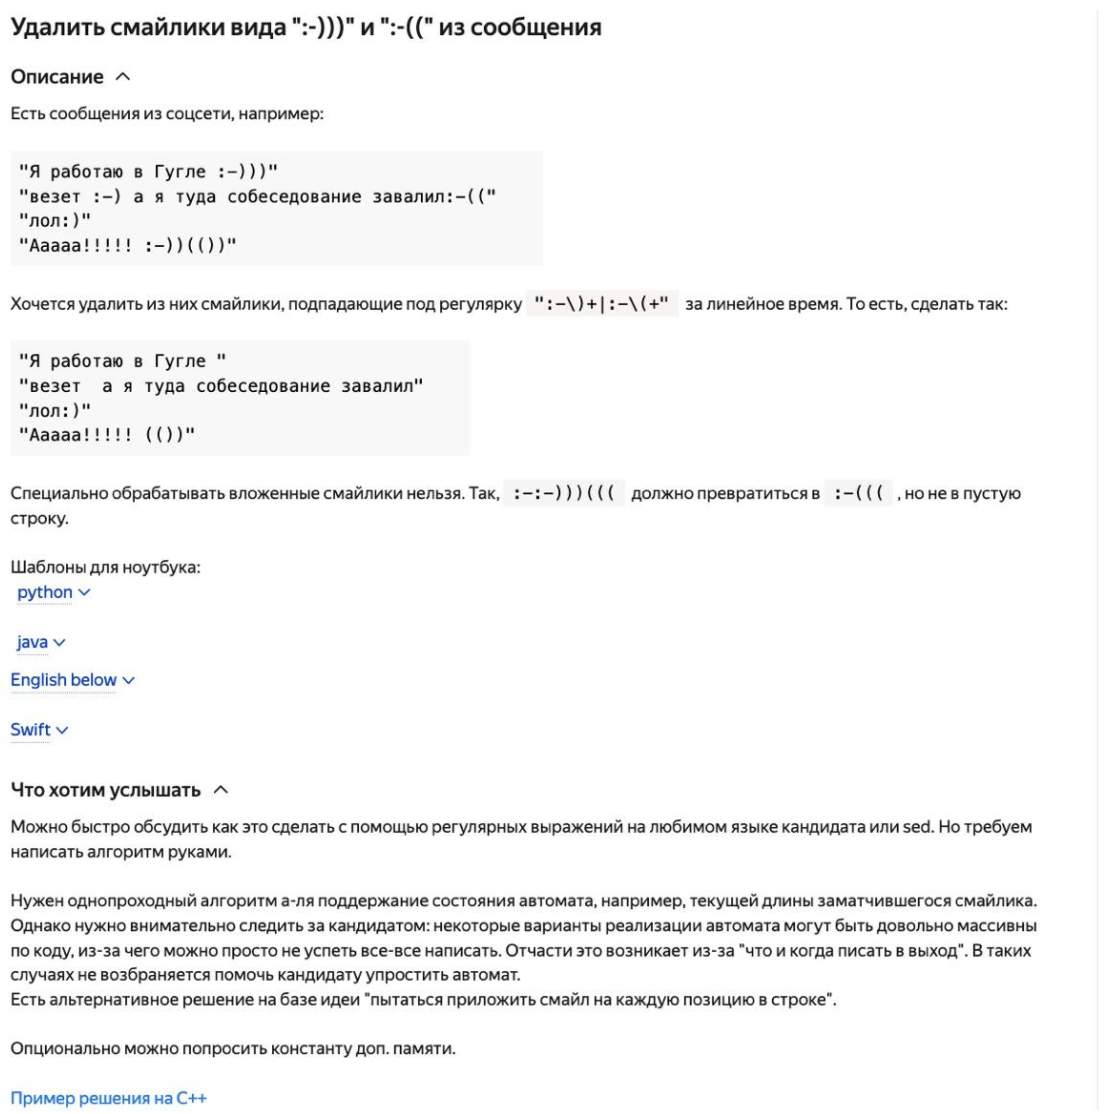 Удалить смайлики вида ":-)))" и ":-((" из сообщения
Описание
Есть сообщения из соцсети, например:
"Я работаю в Гугле :-)))"
"везет :-) а я туда собеседование завалил:-(("
"лол:)"
"Ааааа!!!!! :-))(())"
Хочется удалить из них смайлики, подпадающие под регулярку ":-\)+|:-\(+" за линейное время. То есть, сделать так:
"Я работаю в Гугле "
"везет  а я туда собеседование завалил"
"лол:)"
"Ааааа!!!!! (())"
Специально обрабатывать вложенные смайлики нельзя. Так, :-:-)))((( должно превратиться в :-((( , но не в пустую
строку.
Шаблоны для ноутбука:
python
java
English below
Swift
Что хотим услышать
Можно быстро обсудить как это сделать с помощью регулярных выражений на любимом языке кандидата или sed. Но требуем
написать алгоритм руками.
Нужен однопроходный алгоритм а-ля поддержание состояния автомата, например, текущей длины заматчившегося смайлика.
Однако нужно внимательно следить за кандидатом: некоторые варианты реализации автомата могут быть довольно массивны
по коду, из-за чего можно просто не успеть все-все написать. Отчасти это возникает из-за "что и когда писать в выход". В таких
случаях не возбраняется помочь кандидату упростить автомат.
Есть альтернативное решение на базе идеи "пытаться приложить смайл на каждую позицию в строке".
Опционально можно попросить константу доп. памяти.
Пример решения на C++